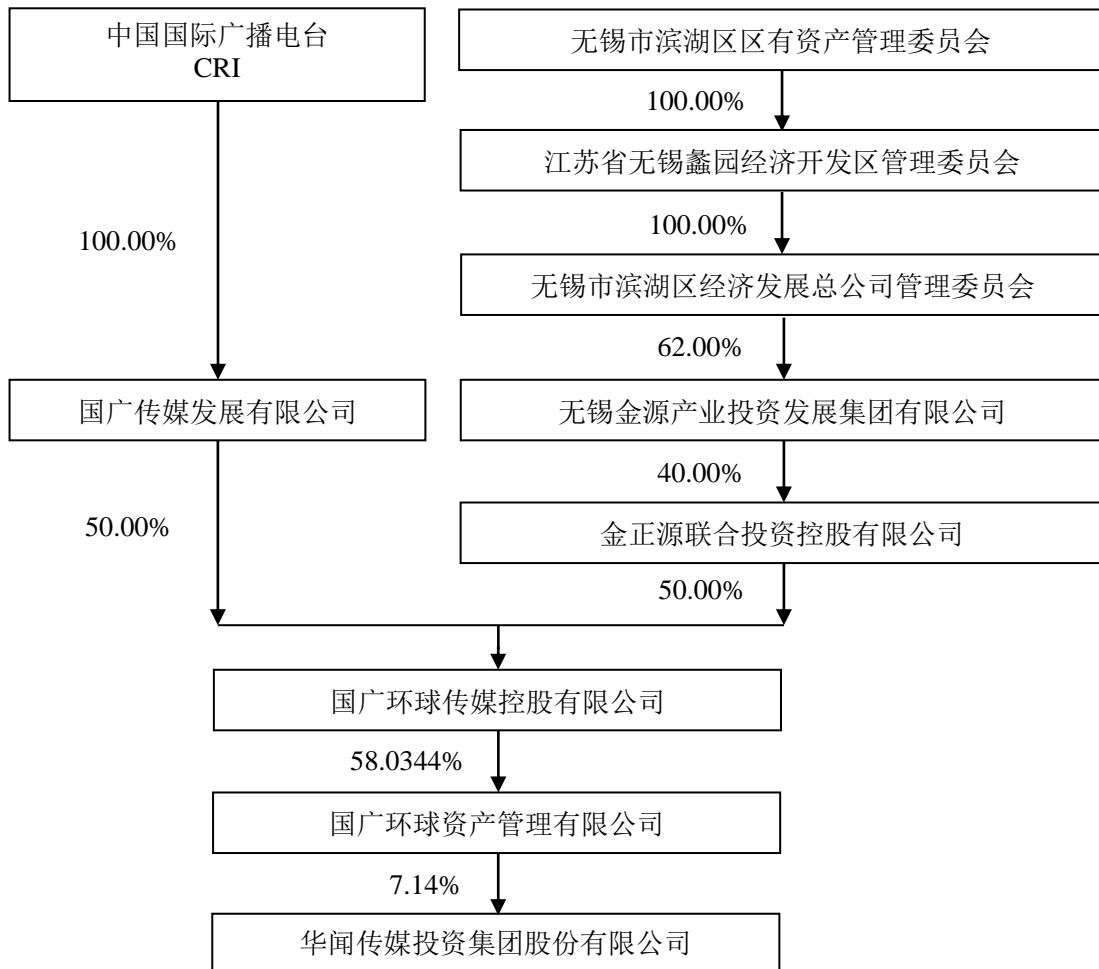 中国国际广播电台
CRI
无锡市滨湖区区有资产管理委员会
100.00%
江苏省无锡蠡园经济开发区管理委员会
100.00%
100.00%
无锡市滨湖区经济发展总公司管理委员会
62.00%
国广传媒发展有限公司
无锡金源产业投资发展集团有限公司
40.00%
50.00%
金正源联合投资控股有限公司
50.00%
国广环球传媒控股有限公司
58.0344%
国广环球资产管理有限公司
7.14%
华闻传媒投资集团股份有限公司